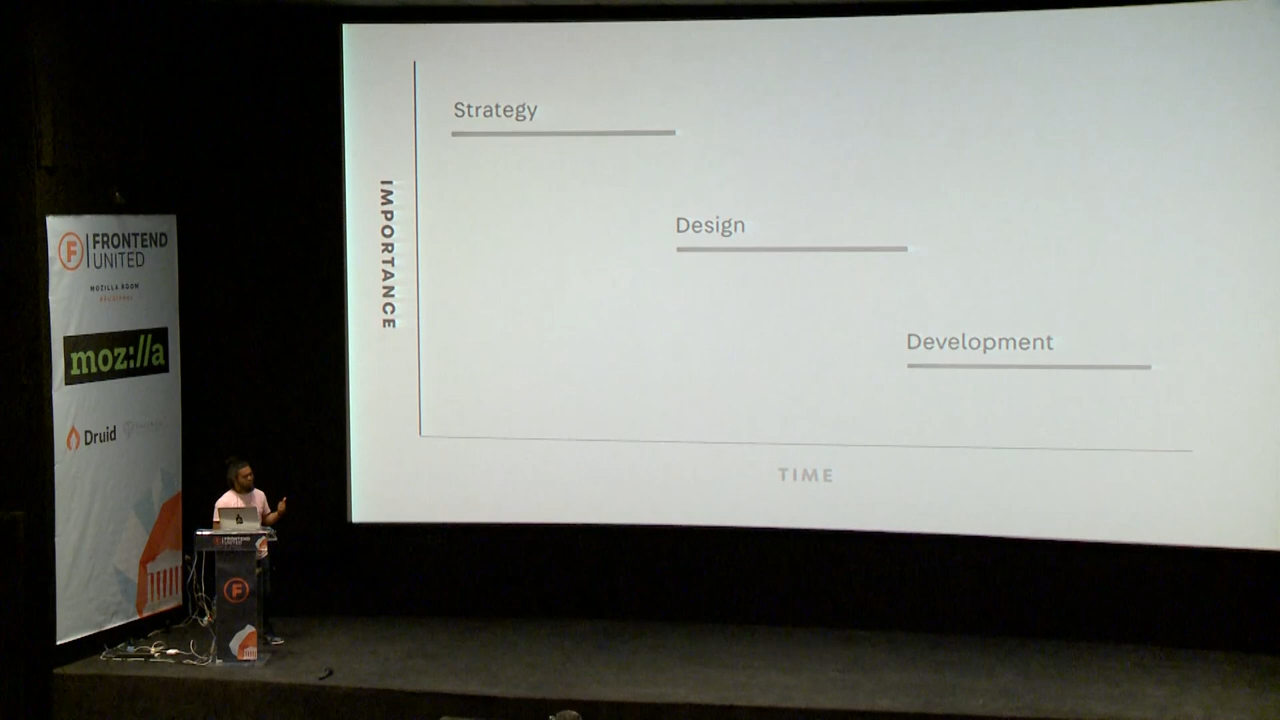 Strategy
Design
Development
IMPORTANCE
TIME
F
FRONTEND
UNITED
MOZILLA ROOM
moz://a
Druid
FRONTEND
UNITED
F